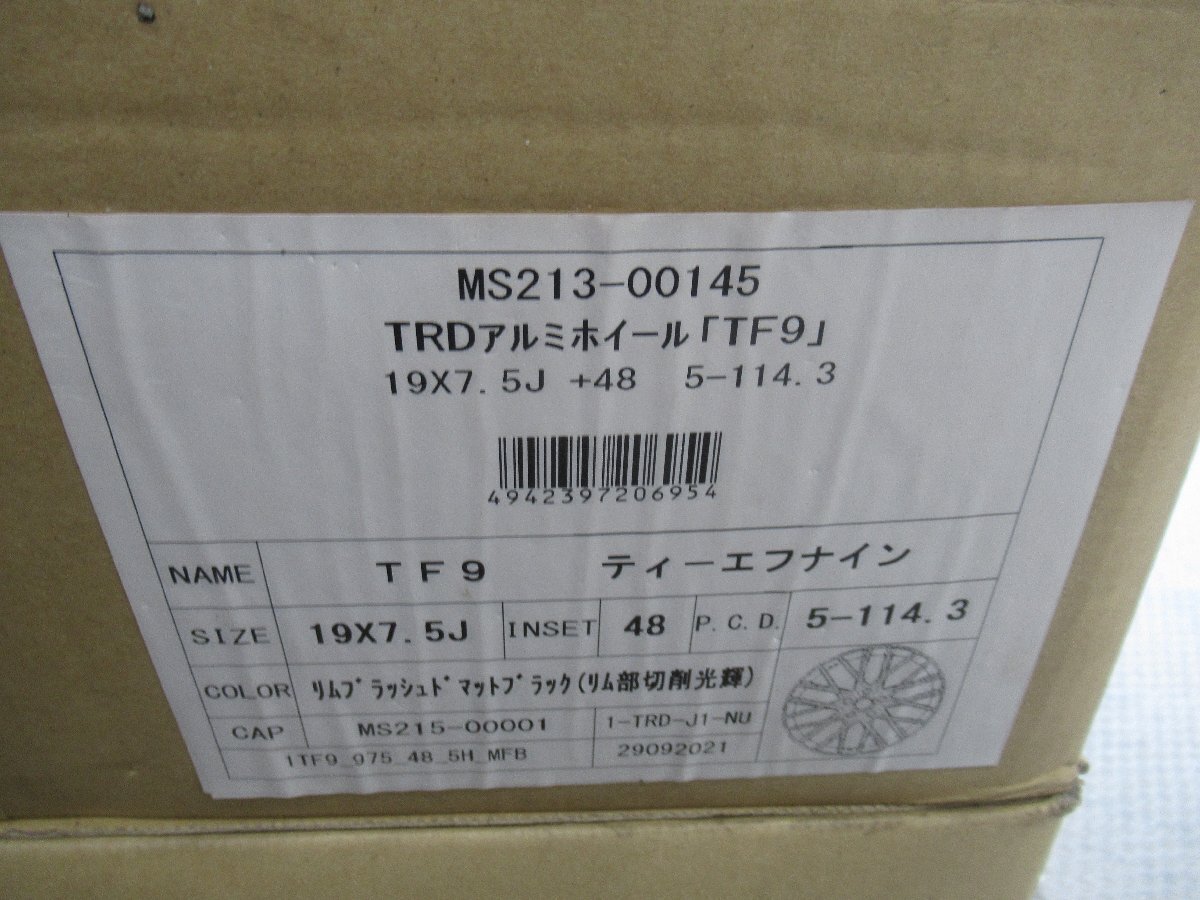 MS213-00145
TRDアルミホイール「TF9」
19X7.5J +48 5-114.3
4942397206954
NAME TF9 ティーエフナイン
SIZE 19X7.5J INSET 48 P.C.D. 5-114.3
COLOR ﾘﾑﾌﾞﾗｯｼｭﾄﾞﾏｯﾄﾌﾞﾗｯｸ(ﾘﾑ部切削光輝)
CAP MS215-00001 1-TRD-J1-NU
1TF9_975_48_5H_MFB 29092021